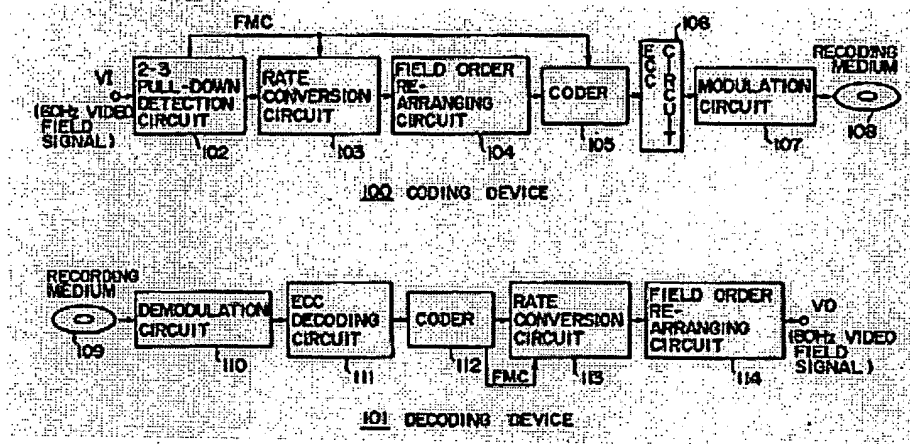 FMC
106
VI
(60Hz VIDEO
FIELD
SIGNAL)
2-3
PULL-DOWN
DETECTION
CIRCUIT
102
RATE
CONVERSION
CIRCUIT
103
FIELD ORDER
RE-
ARRANGING
CIRCUIT
104
CODER
105
ECC
CIRCUIT
MODULATION
CIRCUIT
107
RECODING
MEDIUM
108
100 CODING DEVICE
RECORDING
MEDIUM
109
DEMODULATION
CIRCUIT
110
ECC
DECODING
CIRCUIT
111
CODER
112
FMC
RATE
CONVERSION
CIRCUIT
113
FIELD ORDER
RE-
ARRANGING
CIRCUIT
114
VO
(60Hz VIDEO
FIELD
SIGNAL)
101 DECODING DEVICE